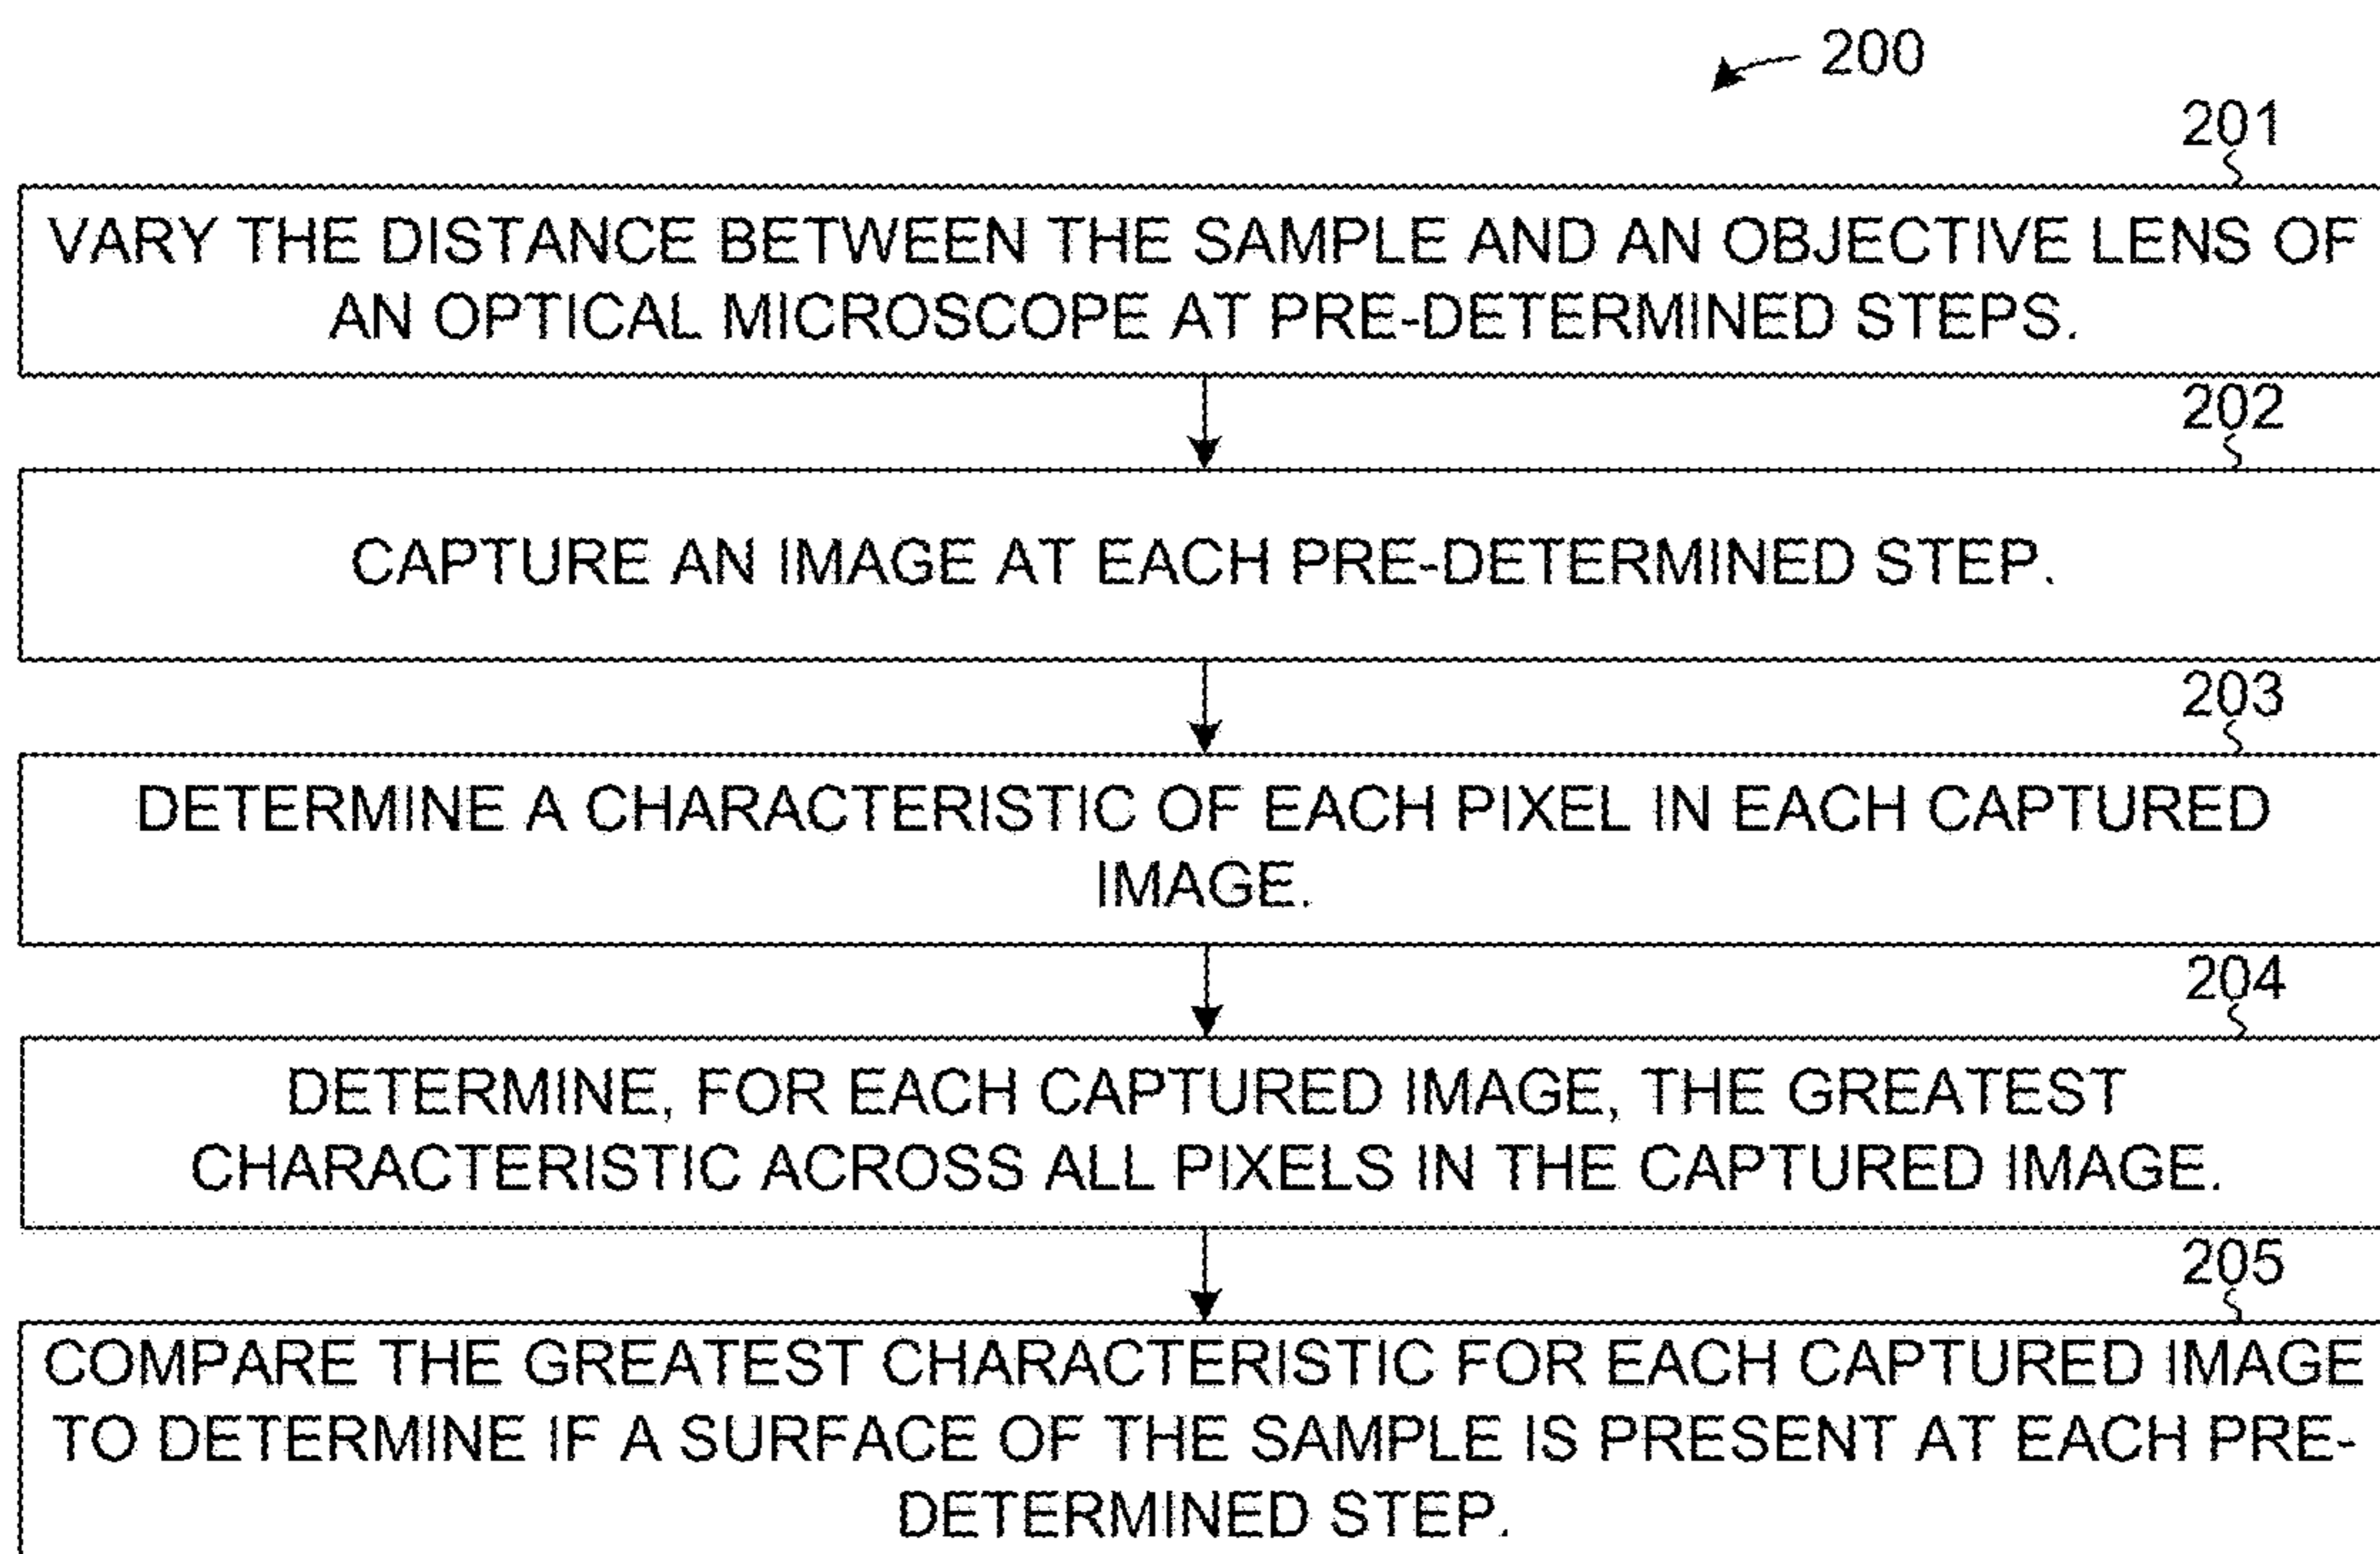 200
201
VARY THE DISTANCE BETWEEN THE SAMPLE AND AN OBJECTIVE LENS OF
AN OPTICAL MICROSCOPE AT PRE-DETERMINED STEPS.
202
CAPTURE AN IMAGE AT EACH PRE-DETERMINED STEP.
203
DETERMINE A CHARACTERISTIC OF EACH PIXEL IN EACH CAPTURED
IMAGE.
204
DETERMINE, FOR EACH CAPTURED IMAGE, THE GREATEST
CHARACTERISTIC ACROSS ALL PIXELS IN THE CAPTURED IMAGE.
205
COMPARE THE GREATEST CHARACTERISTIC FOR EACH CAPTURED IMAGE
TO DETERMINE IF A SURFACE OF THE SAMPLE IS PRESENT AT EACH PRE-
DETERMINED STEP.